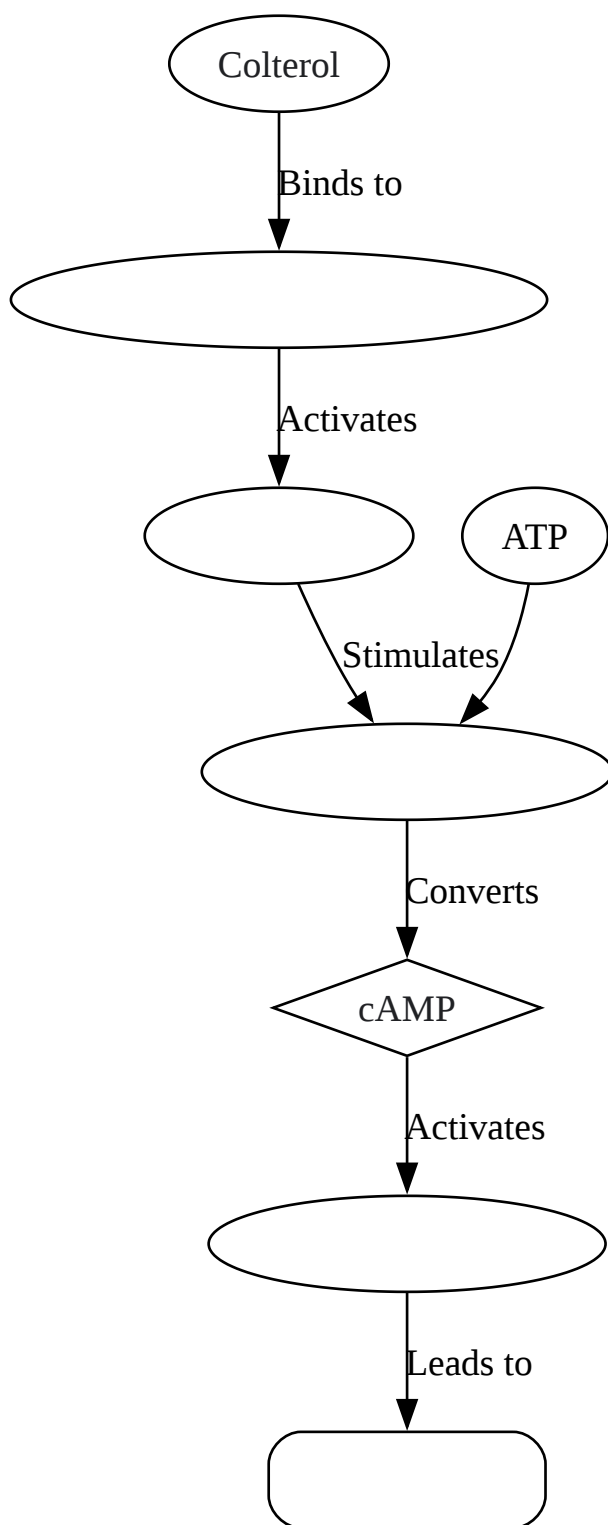 Colterol
Binds to
Activates
ATP
Stimulates
Converts
cAMP
Activates
Leads to